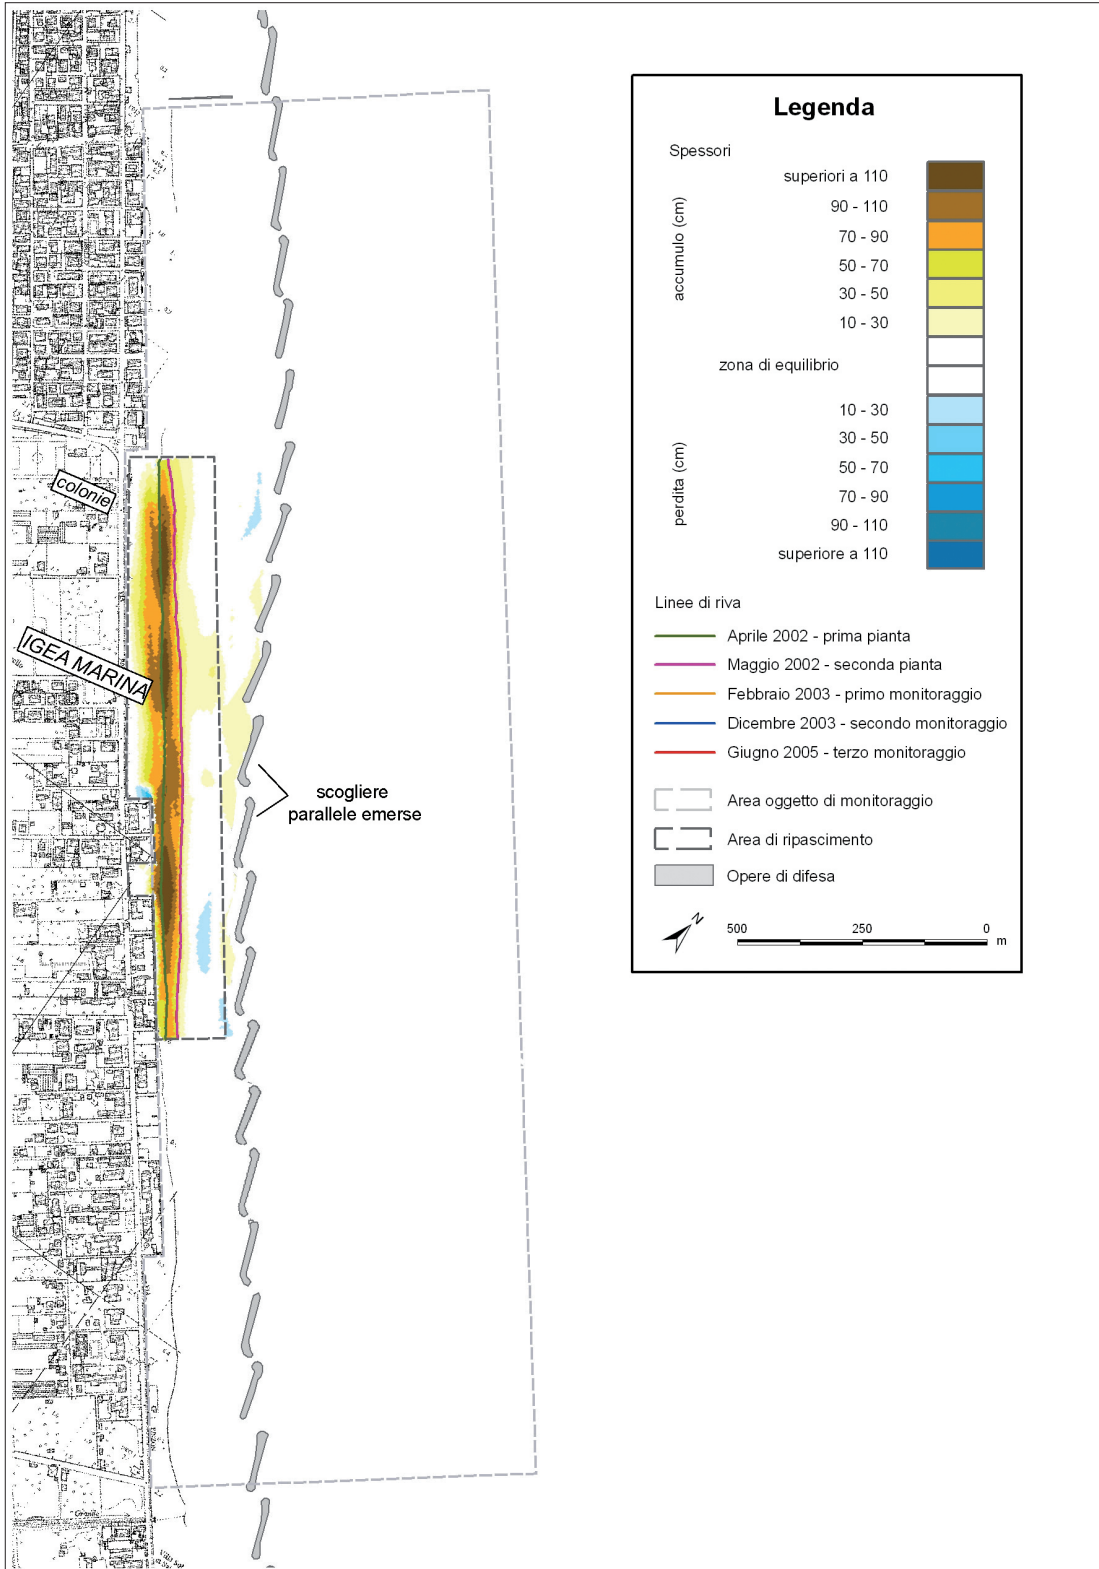 Legenda
Spessori
accumulo (cm)
superiori a 110
90 - 110
70 - 90
50 - 70
30 - 50
10 - 30
zona di equilibrio
perdita (cm)
10 - 30
30 - 50
50 - 70
70 - 90
90 - 110
superiore a 110
Linee di riva
Aprile 2002 - prima pianta
Maggio 2002 - seconda pianta
Febbraio 2003 - primo monitoraggio
Dicembre 2003 - secondo monitoraggio
Giugno 2005 - terzo monitoraggio
Area oggetto di monitoraggio
Area di ripascimento
Opere di difesa
N
500
250
0
m
colonie
IGEA MARINA
scogliere
parallele emerse